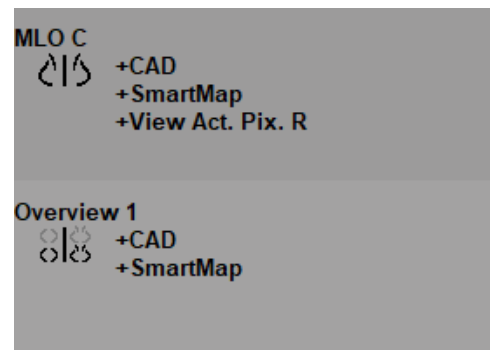 MLO C
+CAD
+SmartMap
+View Act. Pix. R
Overview 1
+CAD
+SmartMap